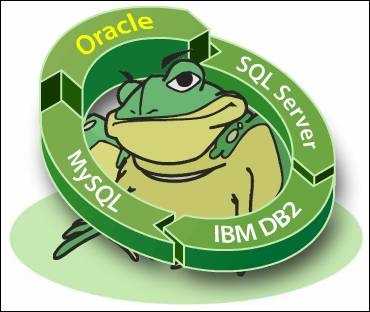 Oracle
SQL Server
IBM DB2
MySQL